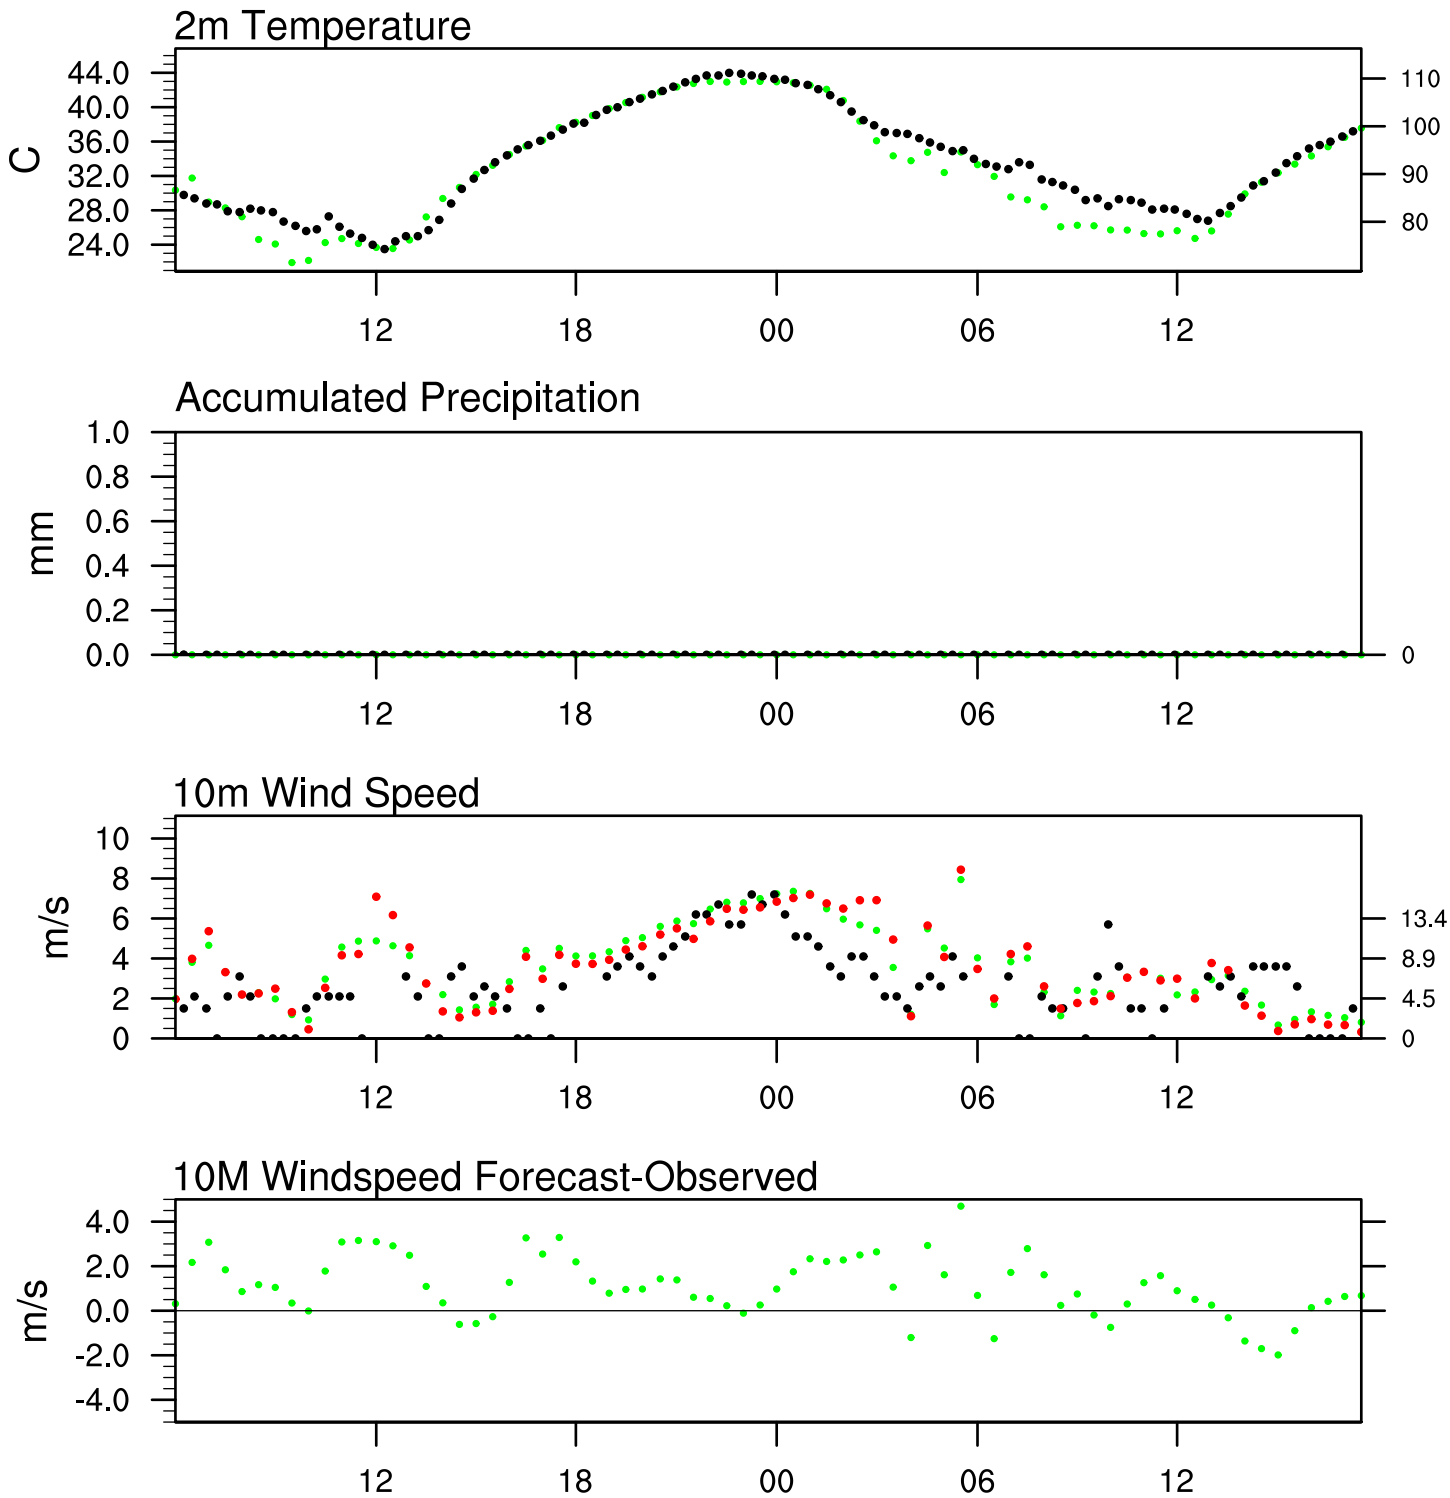 2m Temperature
44.0
40.0
36.0
32.0
28.0
24.0
C
110
100
90
80
12 18 00 06 12
Accumulated Precipitation
1.0
0.8
0.6
0.4
0.2
0.0
mm
0
12 18 00 06 12
10m Wind Speed
10
8
6
4
2
0
m/s
13.4
8.9
4.5
0
12 18 00 06 12
10M Windspeed Forecast-Observed
4.0
2.0
0.0
-2.0
-4.0
m/s
12 18 00 06 12